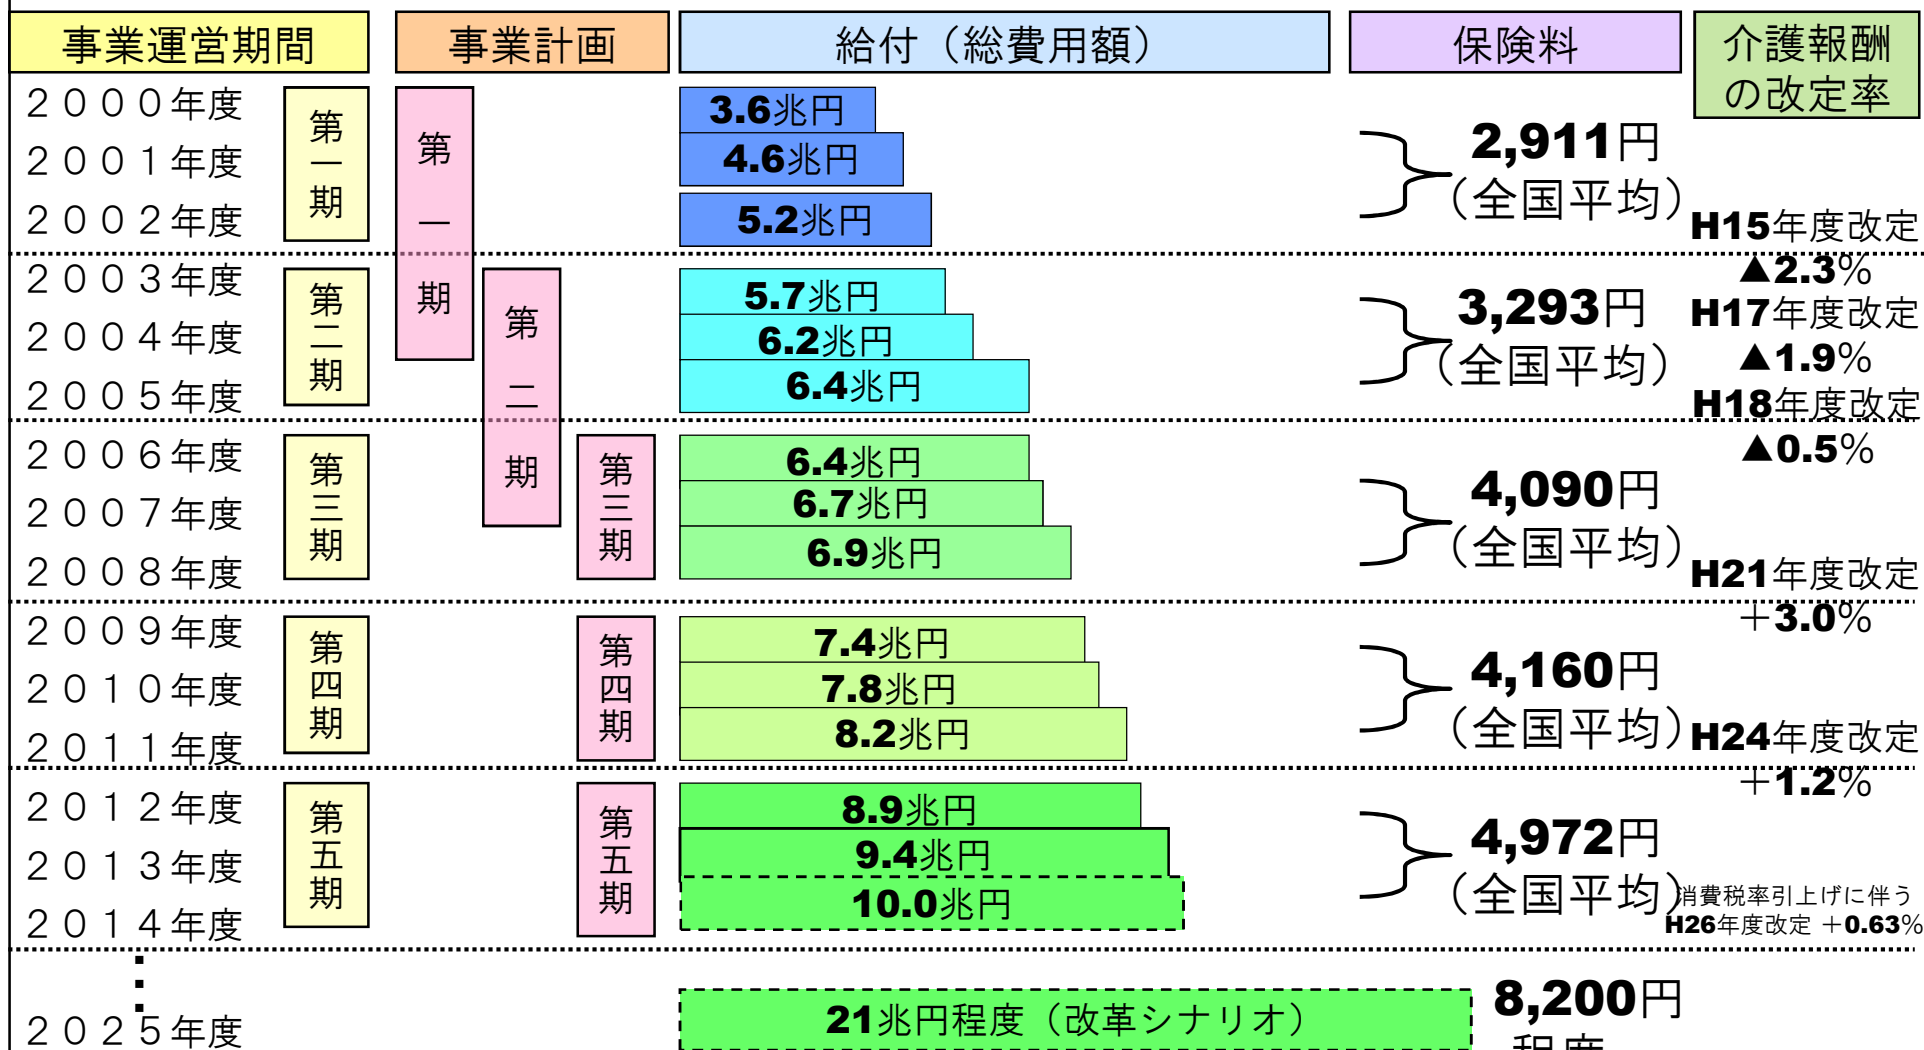 事業運営期間
事業計画
給付（総費用額）
保険料
介護報酬
の改定率
２０００年度
２００１年度
２００２年度
第一期
第一期
3.6兆円
4.6兆円
5.2兆円
2,911円
（全国平均）
H15年度改定
▲2.3％
２００３年度
２００４年度
２００５年度
第二期
第二期
5.7兆円
6.2兆円
6.4兆円
3,293円
（全国平均）
H17年度改定
▲1.9％
H18年度改定
▲0.5％
２００６年度
２００７年度
２００８年度
第三期
第三期
6.4兆円
6.7兆円
6.9兆円
4,090円
（全国平均）
H21年度改定
＋3.0％
２００９年度
２０１０年度
２０１１年度
第四期
第四期
7.4兆円
7.8兆円
8.2兆円
4,160円
（全国平均）
H24年度改定
＋1.2％
２０１２年度
２０１３年度
２０１４年度
第五期
第五期
8.9兆円
9.4兆円
10.0兆円
4,972円
（全国平均）
消費税率引上げに伴う
H26年度改定 ＋0.63％
２０２５年度
21兆円程度（改革シナリオ）
8,200円
程度